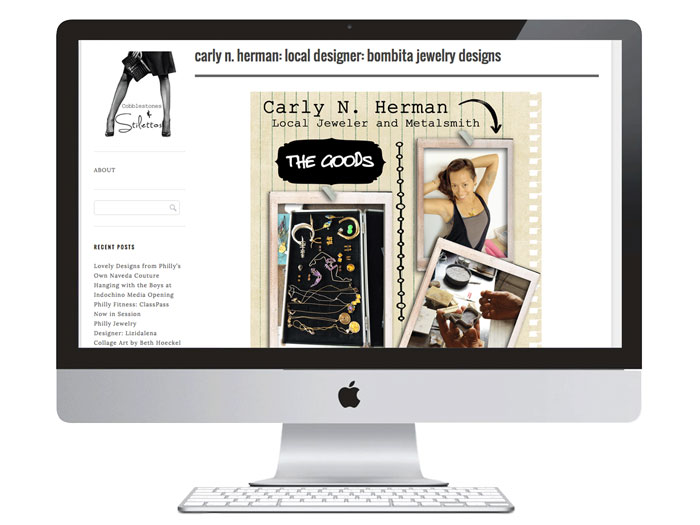 carly n. herman: local designer: bombita jewelry designs
Cobblestones
&
Stilettos
ABOUT
RECENT POSTS
Lovely Designs from Philly's
Own Naveda Couture
Hanging with the Boys at
Indochino Media Opening
Philly Fitness: ClassPass
Now in Session
Philly Jewelry
Designer: Lizidalena
Collage Art by Beth Hoeckel
Carly N. Herman
Local Jeweler and Metalsmith
THE GOODS